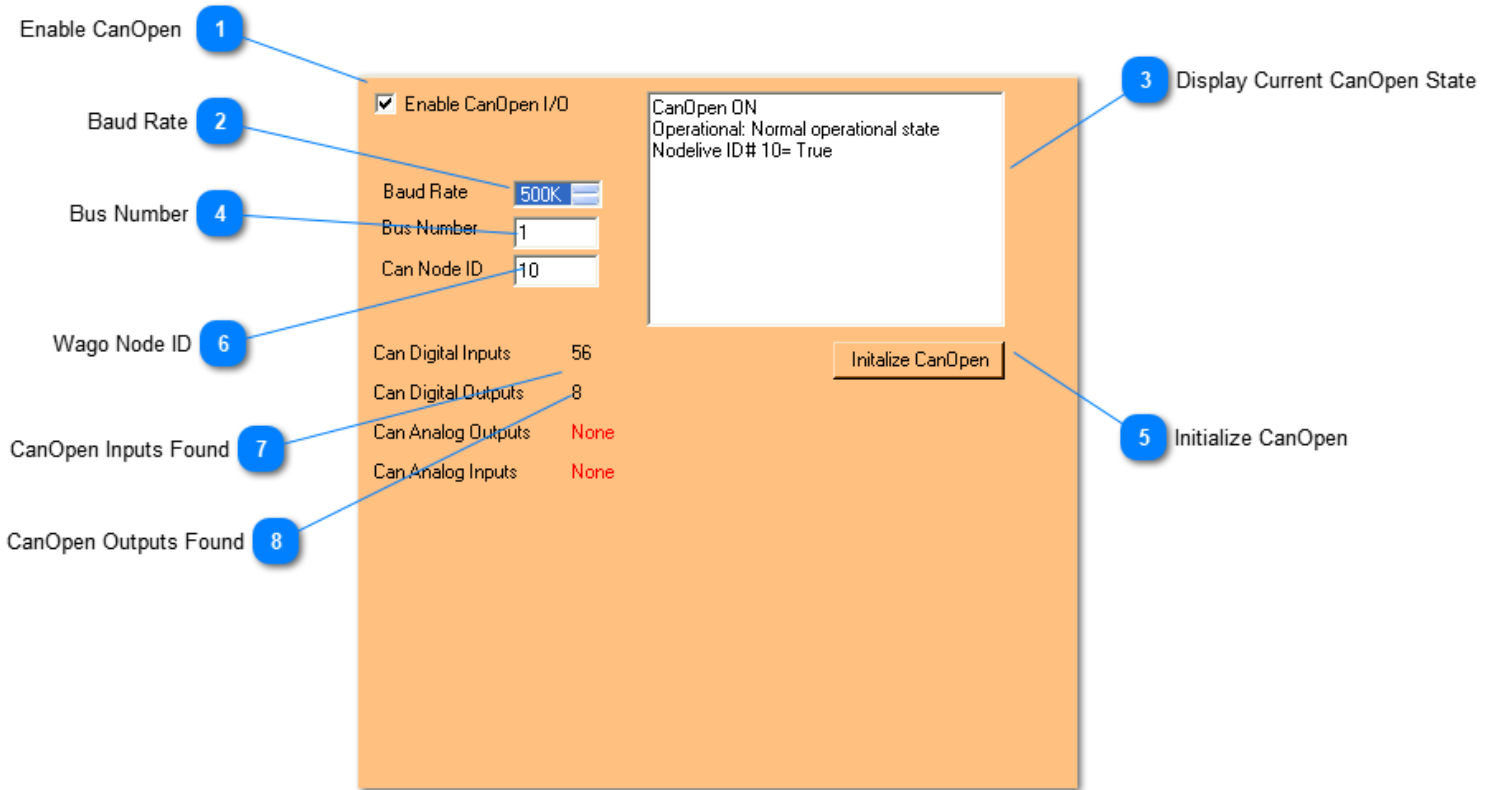 Enable CanOpen 1
3 Display Current CanOpen State
Enable CanOpen I/O
CanOpen ON
Operational: Normal operational state
Nodelive ID# 10= True
Baud Rate 2
Baud Rate 500K
Bus Number 4
Bus Number 1
Can Node ID 10
Wago Node ID 6
Can Digital Inputs 56
Initalize CanOpen
Can Digital Outputs 8
Can Analog Outputs None
5 Initialize CanOpen
CanOpen Inputs Found 7
Can Analog Inputs None
CanOpen Outputs Found 8